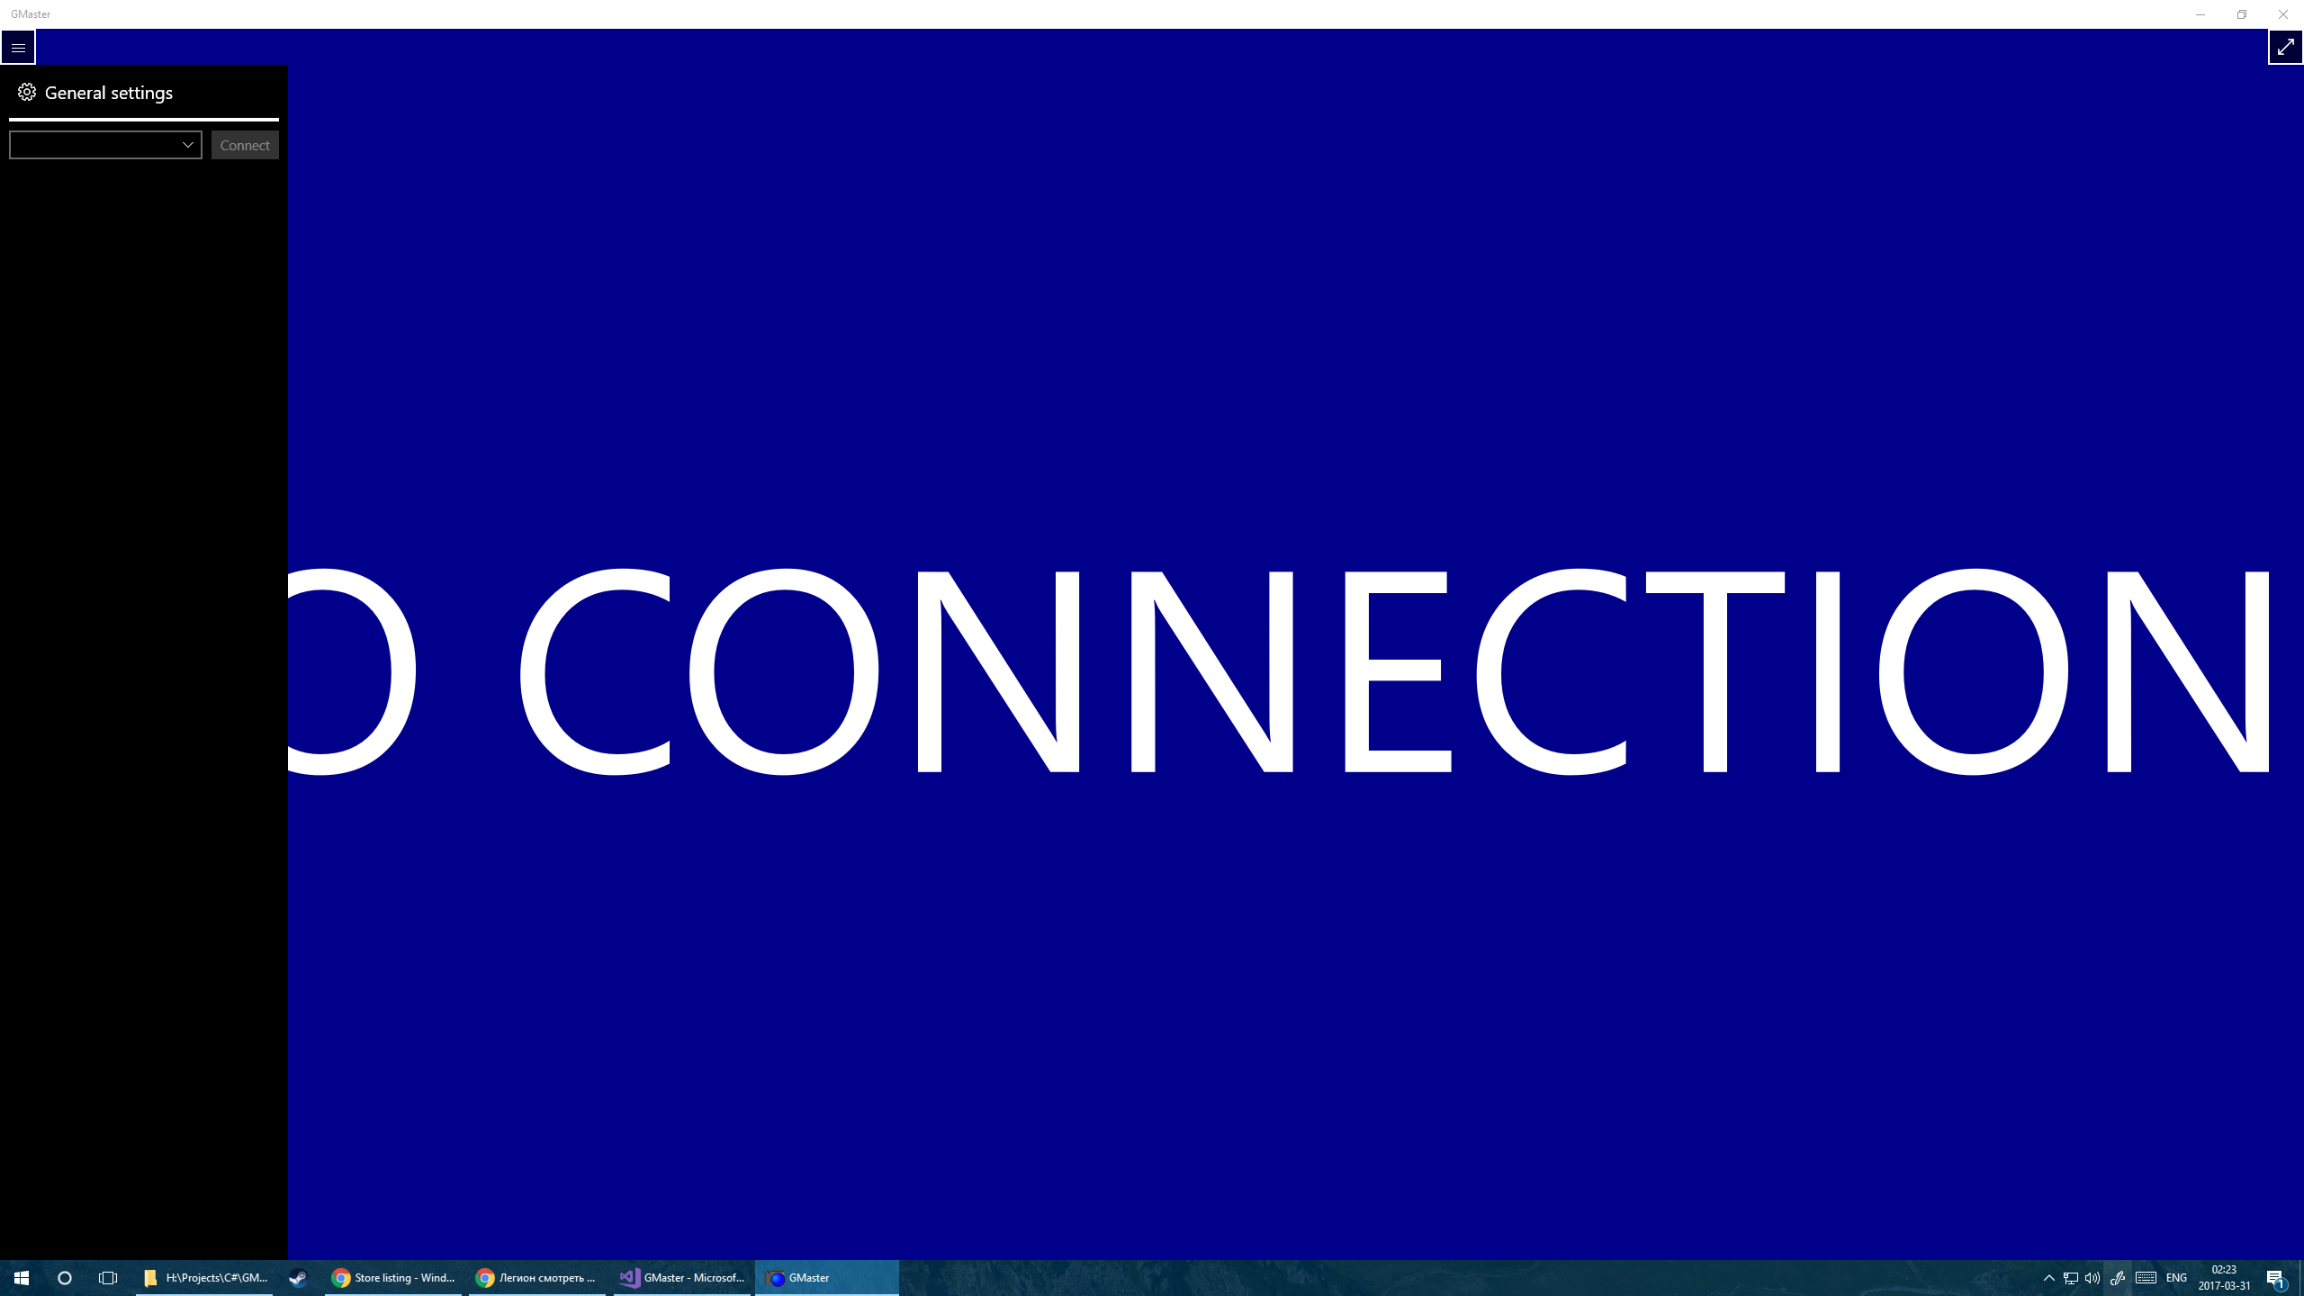 GMaster
General settings
Connect
O CONNECTION
H:\Projects\C#\GM...
Store listing - Wind...
Легион смотреть ...
GMaster - Microsof...
GMaster
ENG
02:23
2017-03-31
1